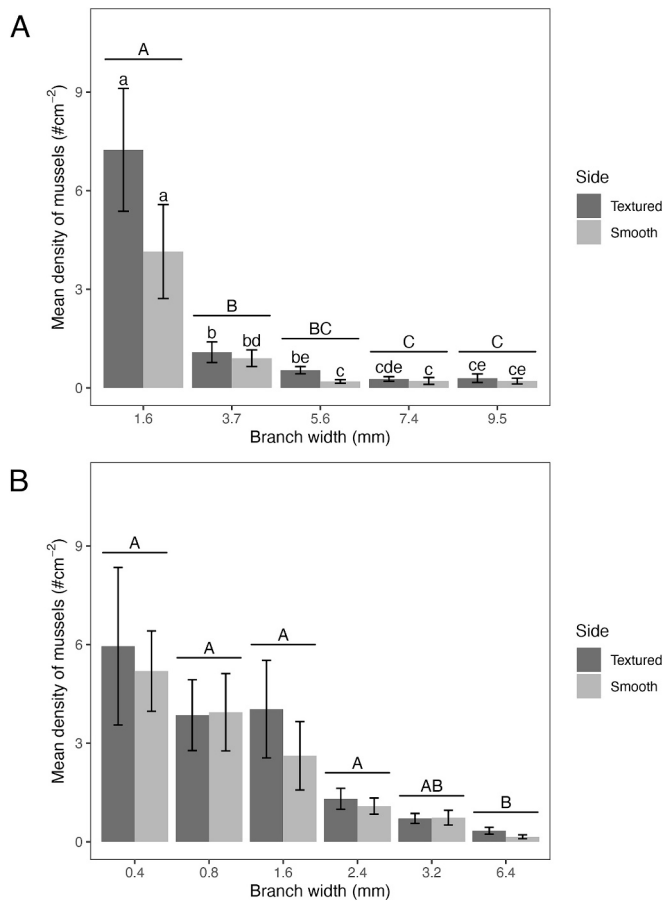 A
Mean density of mussels (#cm−2)
9
6
3
0
A
a
a
B
b
bd
BC
be
c
C
cde
c
C
ce
ce
1.6
3.7
5.6
7.4
9.5
Branch width (mm)
Side
Textured
Smooth
B
Mean density of mussels (#cm−2)
9
6
3
0
A
A
A
A
AB
B
0.4
0.8
1.6
2.4
3.2
6.4
Branch width (mm)
Side
Textured
Smooth